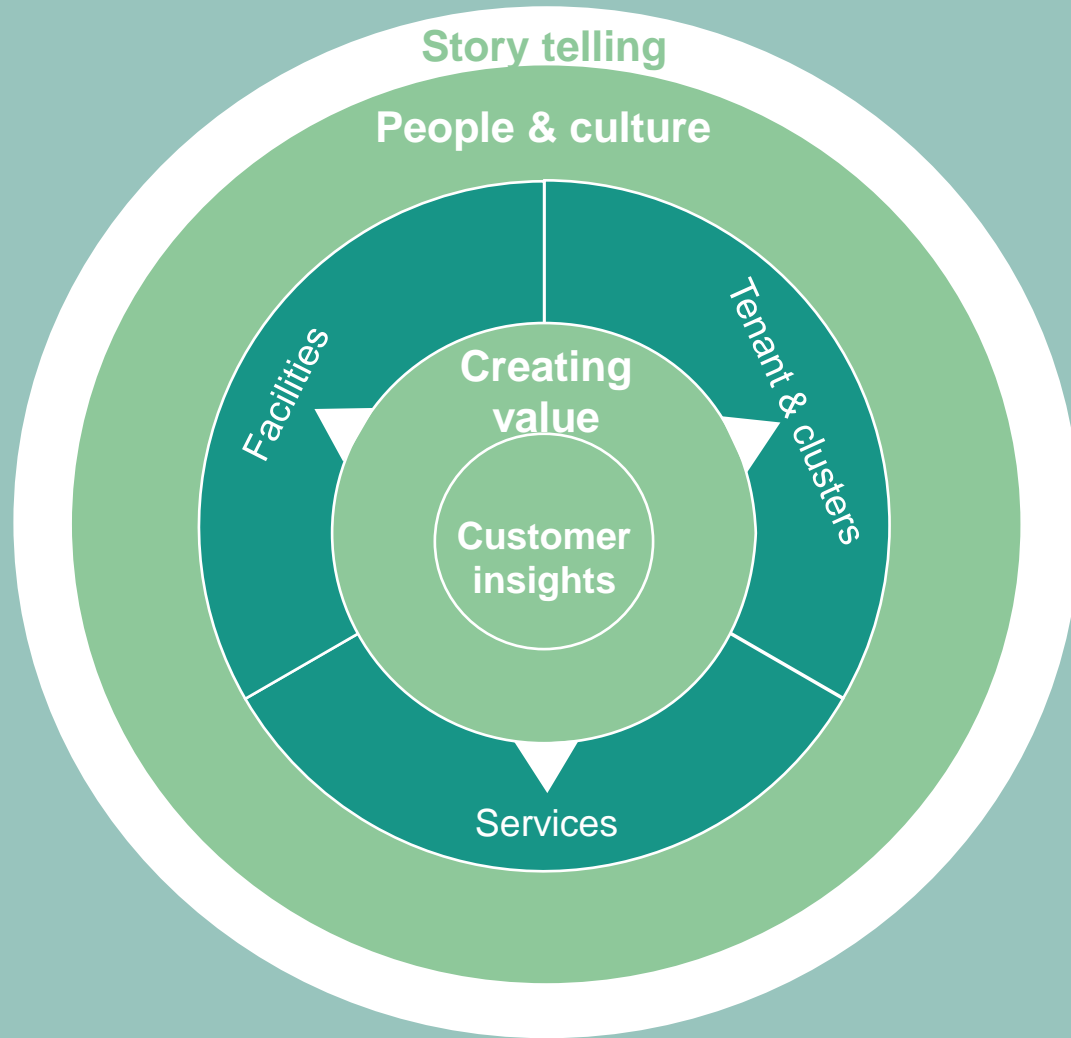 Story telling
People & culture
Facilities
Tenant & clusters
Creating
value
Customer
insights
Services